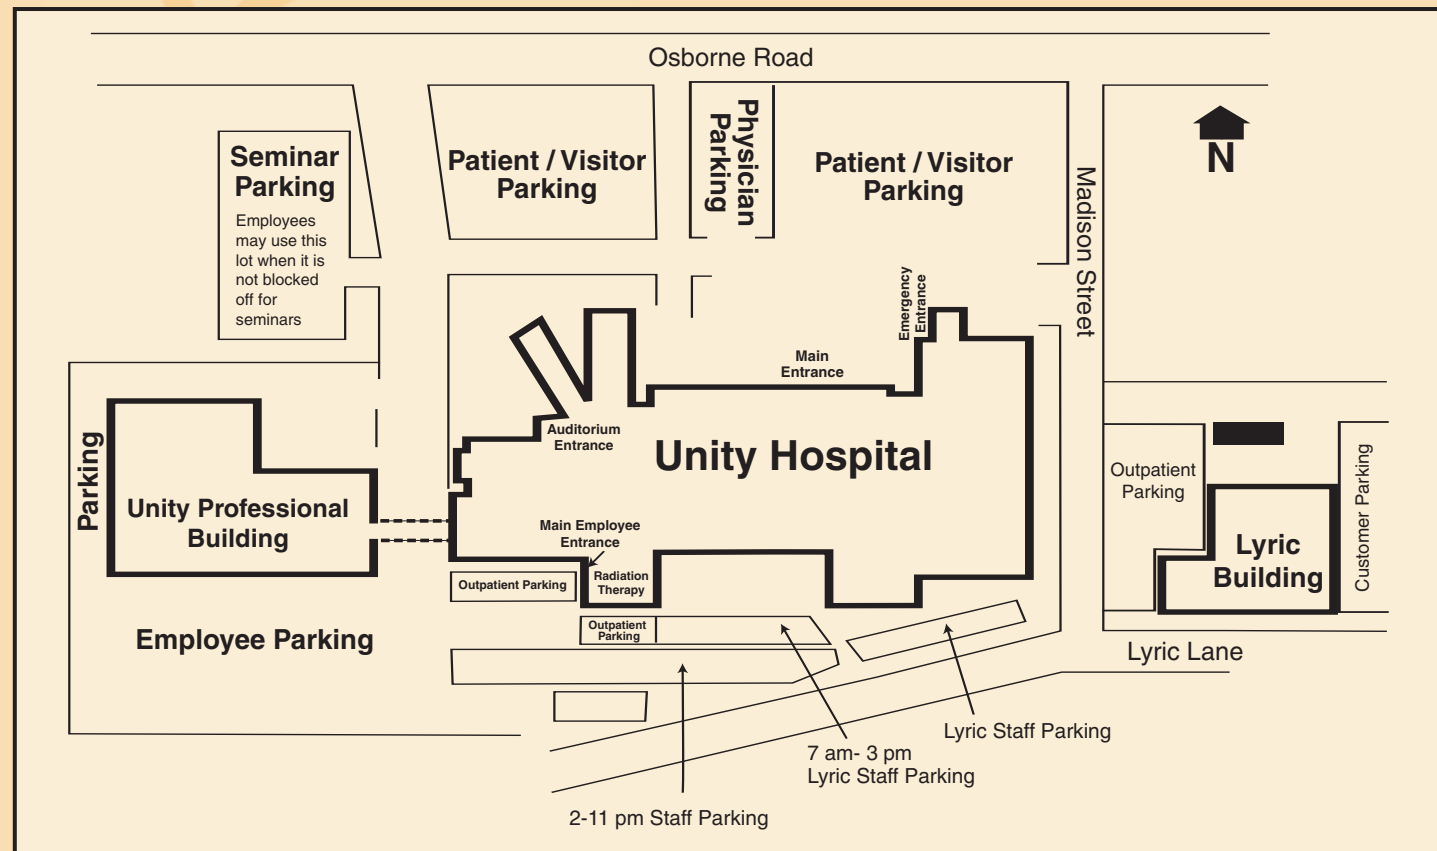 Osborne Road
Physician
Parking
Seminar
Parking
Employees
may use this
lot when it is
not blocked
off for
seminars
Patient / Visitor
Parking
Patient / Visitor
Parking
N
Madison Street
Emergency
Entrance
Main
Entrance
Auditorium
Entrance
Unity Hospital
Parking
Unity Professional
Building
Main Employee
Entrance
Outpatient Parking
Radiation
Therapy
Outpatient
Parking
Employee Parking
Outpatient
Parking
Lyric
Building
Customer Parking
Lyric Lane
Lyric Staff Parking
7 am- 3 pm
Lyric Staff Parking
2-11 pm Staff Parking